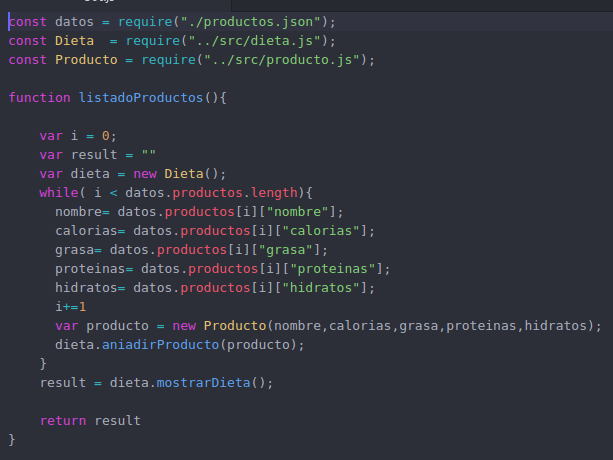 const datos = require("./productos.json");
const Dieta  = require("../src/dieta.js");
const Producto = require("../src/producto.js");

function listadoProductos(){

    var i = 0;
    var result = ""
    var dieta = new Dieta();
    while( i < datos.productos.length){
      nombre= datos.productos[i]["nombre"];
      calorias= datos.productos[i]["calorias"];
      grasa= datos.productos[i]["grasa"];
      proteinas= datos.productos[i]["proteinas"];
      hidratos= datos.productos[i]["hidratos"];
      i+=1
      var producto = new Producto(nombre,calorias,grasa,proteinas,hidratos);
      dieta.aniadirProducto(producto);
    }
    result = dieta.mostrarDieta();

    return result
}